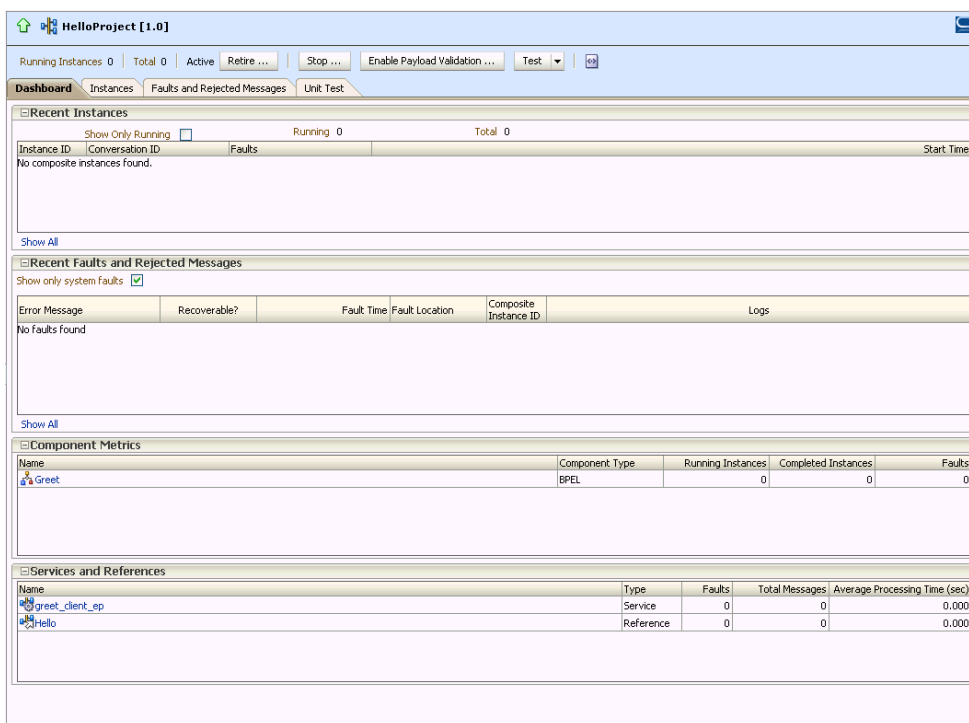 HelloProject [1.0]
Running Instances 0 Total 0 Active Retire ... Stop ... Enable Payload Validation ... Test
Dashboard Instances Faults and Rejected Messages Unit Test
Recent Instances
Show Only Running Running 0 Total 0
Instance ID Conversation ID Faults Start Time
No composite instances found.
Show All
Recent Faults and Rejected Messages
Show only system faults
Error Message Recoverable? Fault Time Fault Location Composite Instance ID Logs
No faults found
Show All
Component Metrics
Name Component Type Running Instances Completed Instances Faults
Greet BPEL 0 0 0
Services and References
Name Type Faults Total Messages Average Processing Time (sec)
greet_client_ep Service 0 0 0.000
Hello Reference 0 0 0.000